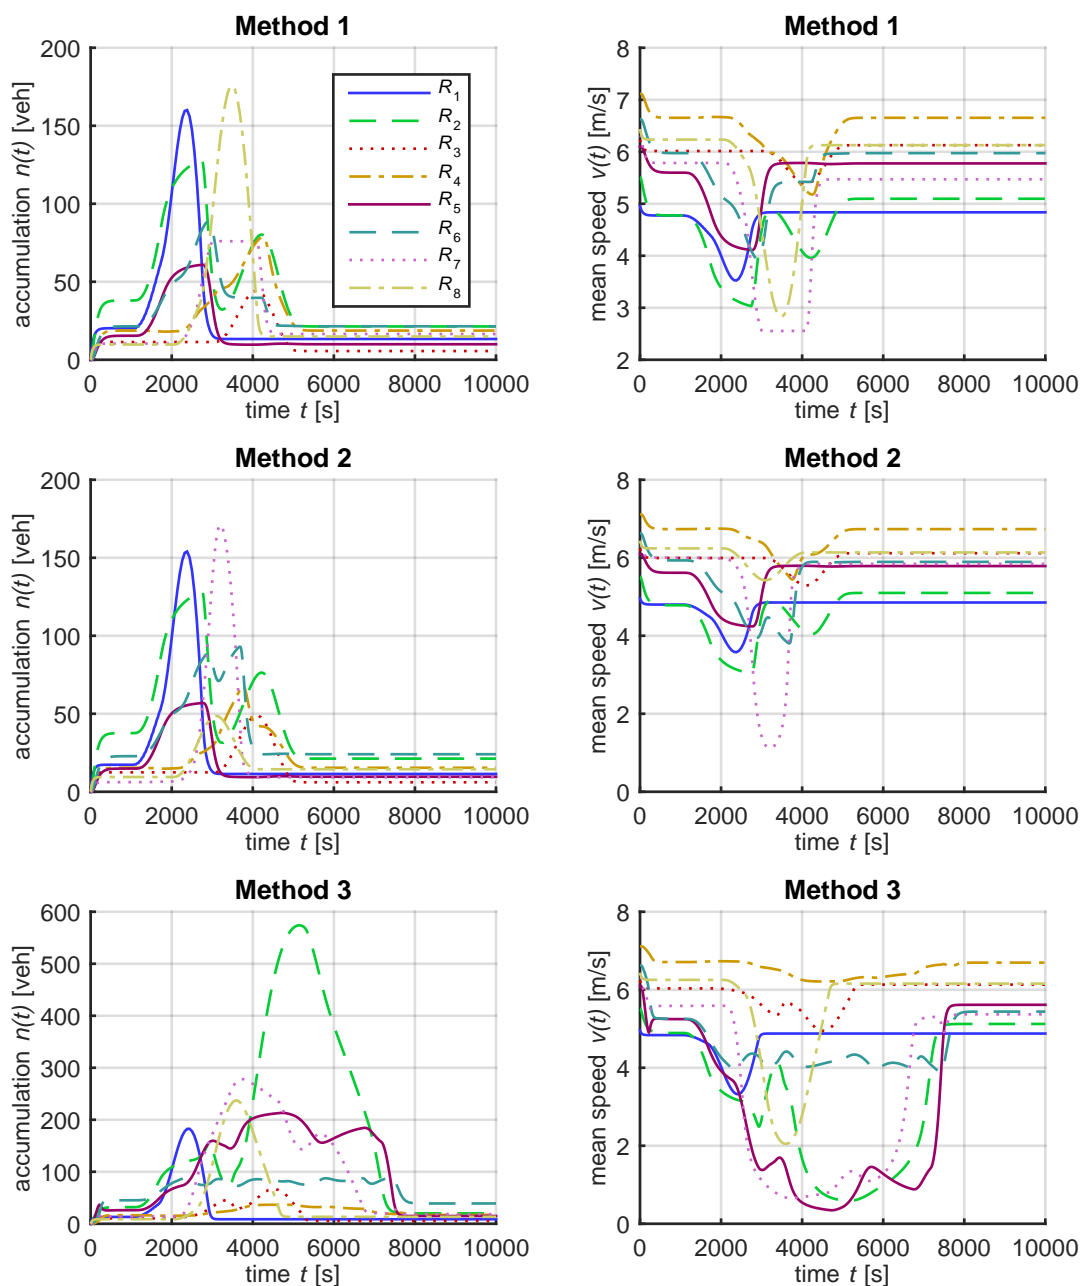 Method 1
Method 1
200
150
100
50
0
accumulation n(t) [veh]
R1
R2
R3
R4
R5
R6
R7
R8
0 2000 4000 6000 8000 10000
time t [s]
8
7
6
5
4
3
2
mean speed v(t) [m/s]
0 2000 4000 6000 8000 10000
time t [s]
Method 2
Method 2
200
150
100
50
0
accumulation n(t) [veh]
0 2000 4000 6000 8000 10000
time t [s]
8
6
4
2
0
mean speed v(t) [m/s]
0 2000 4000 6000 8000 10000
time t [s]
Method 3
Method 3
600
500
400
300
200
100
0
accumulation n(t) [veh]
0 2000 4000 6000 8000 10000
time t [s]
8
6
4
2
0
mean speed v(t) [m/s]
0 2000 4000 6000 8000 10000
time t [s]